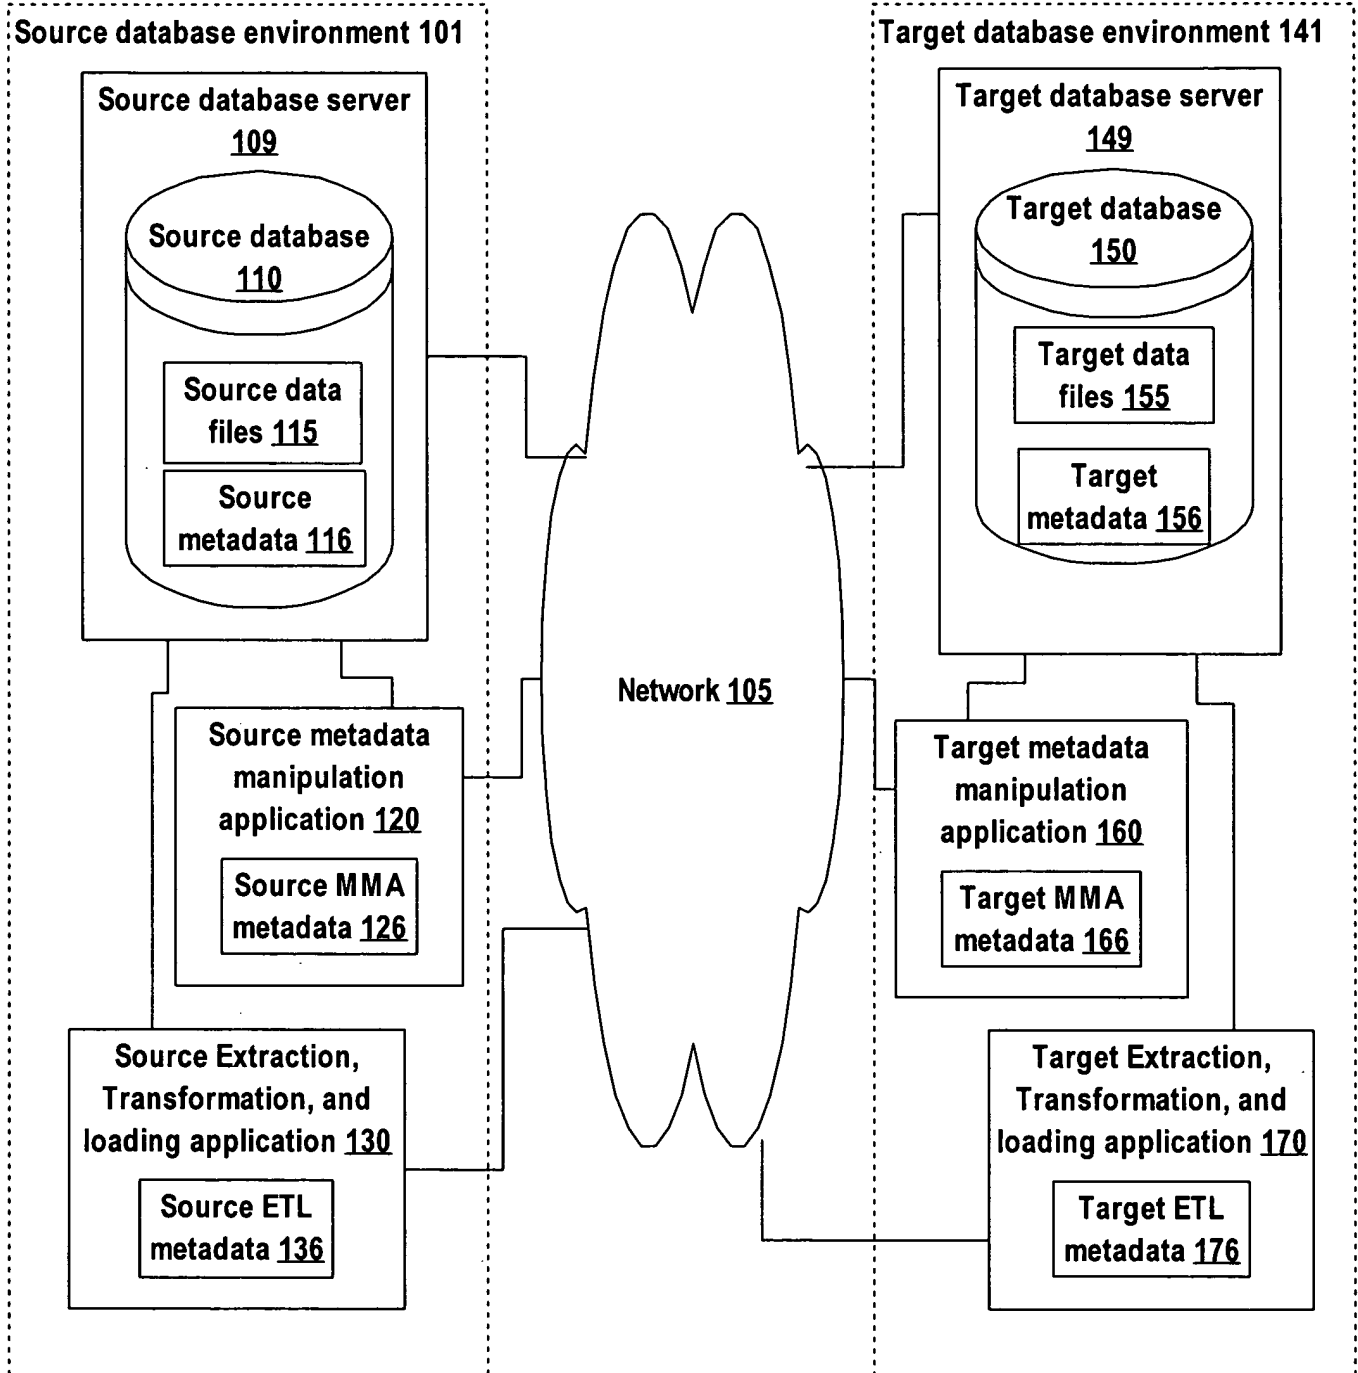 Source database environment 101
Source database server
109
Source database
110
Source data
files 115
Source
metadata 116
Source metadata
manipulation
application 120
Source MMA
metadata 126
Source Extraction,
Transformation, and
loading application 130
Source ETL
metadata 136
Network 105
Target database environment 141
Target database server
149
Target database
150
Target data
files 155
Target
metadata 156
Target metadata
manipulation
application 160
Target MMA
metadata 166
Target Extraction,
Transformation, and
loading application 170
Target ETL
metadata 176